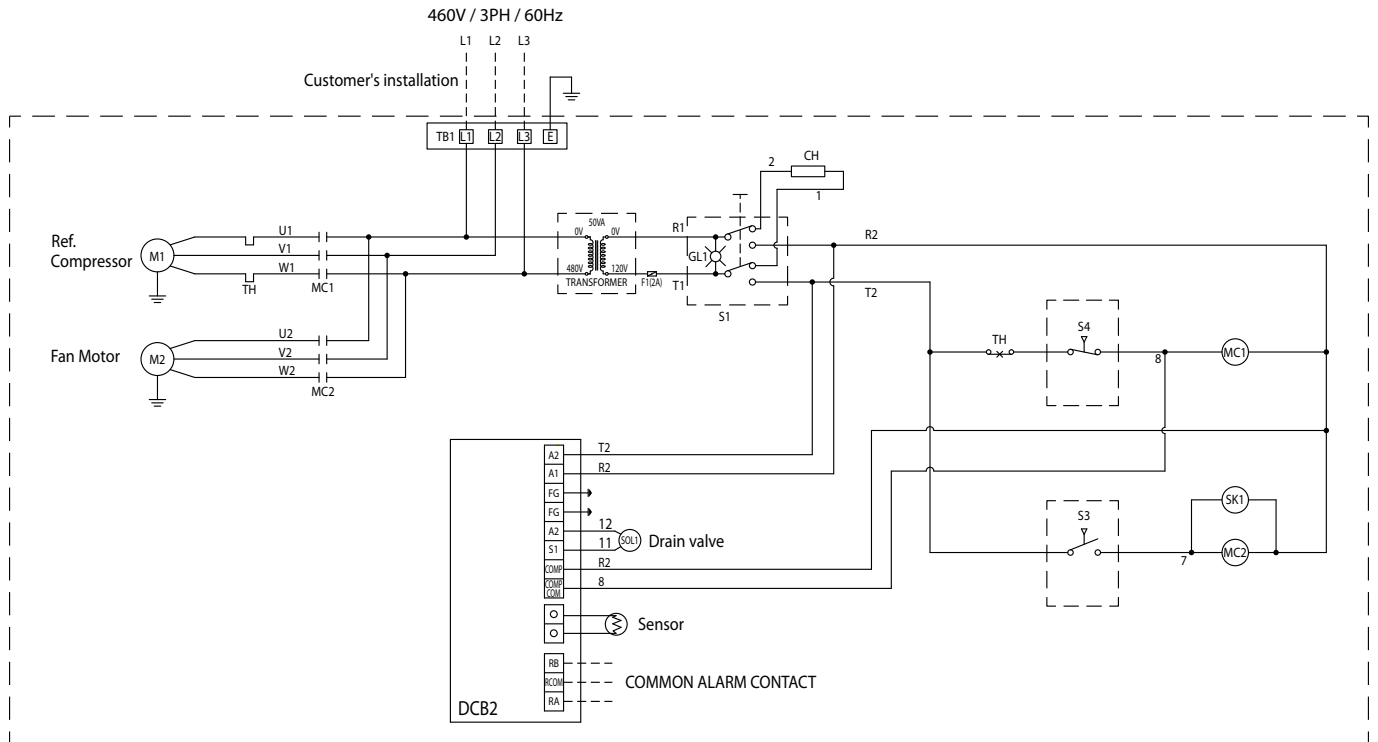 460V / 3PH / 60Hz
L1 L2 L3
Customer's installation
TB1 L1 L2 L3 E
CH
2
1
50VA
0V 0V
480V 120V
TRANSFORMER
F1(2A)
R1
GL1
T1
S1
R2
T2
Ref.
Compressor
M1
U1
V1
W1
TH
MC1
Fan Motor
M2
U2
V2
W2
MC2
TH
S4
8
MC1
S3
7
SK1
MC2
A2 T2
A1 R2
FG
FG
A2 12
S1 11
SOL1
Drain valve
COMP R2
COMP
COM
8
Sensor
RB
RCOM
RA
COMMON ALARM CONTACT
DCB2